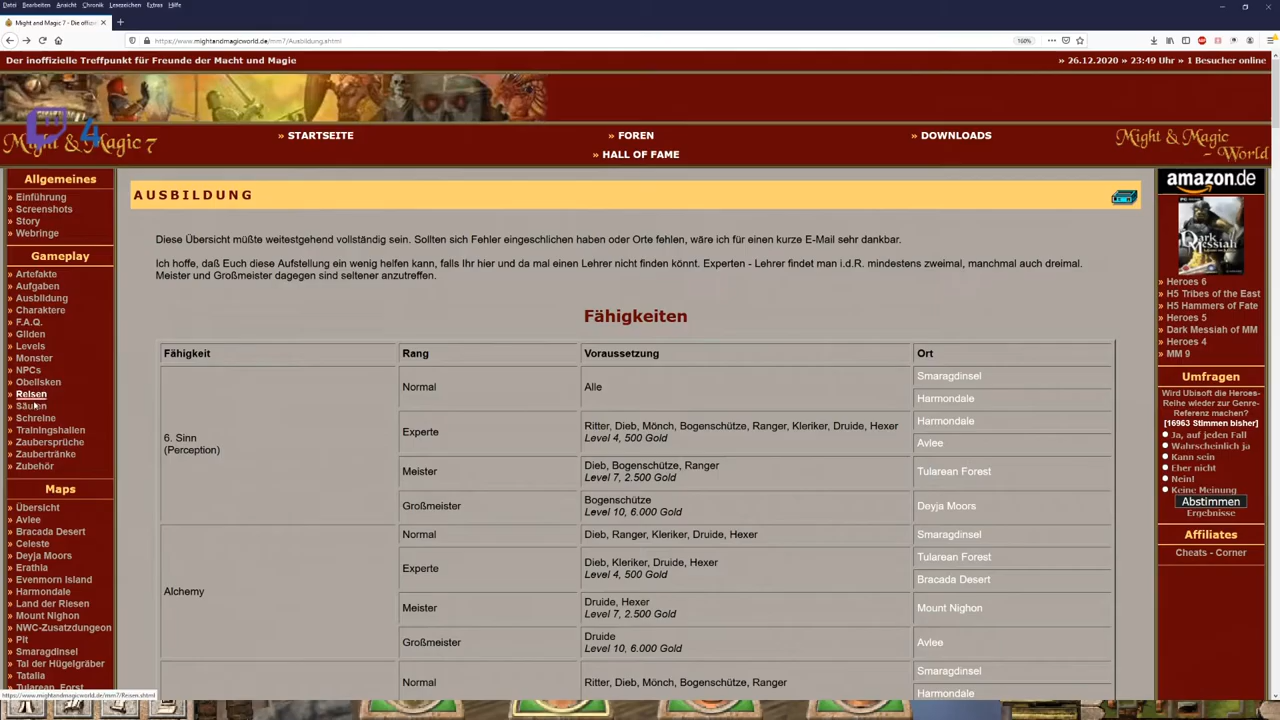 Datei Bearbeiten Ansicht Chronik Lesezeichen Extras Hilfe
Might and Magic 7 - Die offizi
https://www.mightandmagicworld.de/mm7/Ausbildung.shtml
160%
Der inoffizielle Treffpunkt für Freunde der Macht und Magie
» 26.12.2020 » 23:49 Uhr » 1 Besucher online
4
Might & Magic 7
» STARTSEITE
» FOREN
» DOWNLOADS
» HALL OF FAME
Might & Magic
- World
Allgemeines
» Einführung
» Screenshots
» Story
» Webringe
Gameplay
» Artefakte
» Aufgaben
» Ausbildung
» Charaktere
» F.A.Q.
» Gilden
» Levels
» Monster
» NPCs
» Obelisken
» Reisen
» Säulen
» Schreine
» Trainingshallen
» Zaubersprüche
» Zaubertränke
» Zubehör
Maps
» Übersicht
» Avlee
» Bracada Desert
» Celeste
» Deyja Moors
» Erathia
» Evenmorn Island
» Harmondale
» Land der Riesen
» Mount Nighon
» NWC-Zusatzdungeon
» Pit
» Smaragdinsel
» Tal der Hügelgräber
» Tatalia
» Tularean Forst
https://www.mightandmagicworld.de/mm7/Reisen.shtml
AUSBILDUNG
Diese Übersicht müßte weitestgehend vollständig sein. Sollten sich Fehler eingeschlichen haben oder Orte fehlen, wäre ich für einen kurze E-Mail sehr dankbar.
Ich hoffe, daß Euch diese Aufstellung ein wenig helfen kann, falls Ihr hier und da mal einen Lehrer nicht finden könnt. Experten - Lehrer findet man i.d.R. mindestens zweimal, manchmal auch dreimal.
Meister und Großmeister dagegen sind seltener anzutreffen.
Fähigkeiten
Fähigkeit Rang Voraussetzung Ort
6. Sinn
(Perception)
Normal Alle Smaragdinsel
Harmondale
Experte Ritter, Dieb, Mönch, Bogenschütze, Ranger, Kleriker, Druide, Hexer
Level 4, 500 Gold
Harmondale
Avlee
Meister Dieb, Bogenschütze, Ranger
Level 7, 2.500 Gold
Tularean Forest
Großmeister Bogenschütze
Level 10, 6.000 Gold
Deyja Moors
Alchemy
Normal Dieb, Ranger, Kleriker, Druide, Hexer Smaragdinsel
Experte Dieb, Kleriker, Druide, Hexer
Level 4, 500 Gold
Tularean Forest
Bracada Desert
Meister Druide, Hexer
Level 7, 2.500 Gold
Mount Nighon
Großmeister Druide
Level 10, 6.000 Gold
Avlee
Normal Ritter, Dieb, Mönch, Bogenschütze, Ranger
Smaragdinsel
Harmondale
amazon.de
Dark Messiah
» Heroes 6
» H5 Tribes of the East
» H5 Hammers of Fate
» Heroes 5
» Dark Messiah of MM
» Heroes 4
» MM 9
Umfragen
Wird Ubisoft die Heroes-
Reihe wieder zur Genre-
Referenz machen?
[16963 Stimmen bisher]
Ja, auf jeden Fall
Wahrscheinlich ja
Kann sein
Eher nicht
Nein!
Keine Meinung
Abstimmen
Ergebnisse
Affiliates
Cheats - Corner